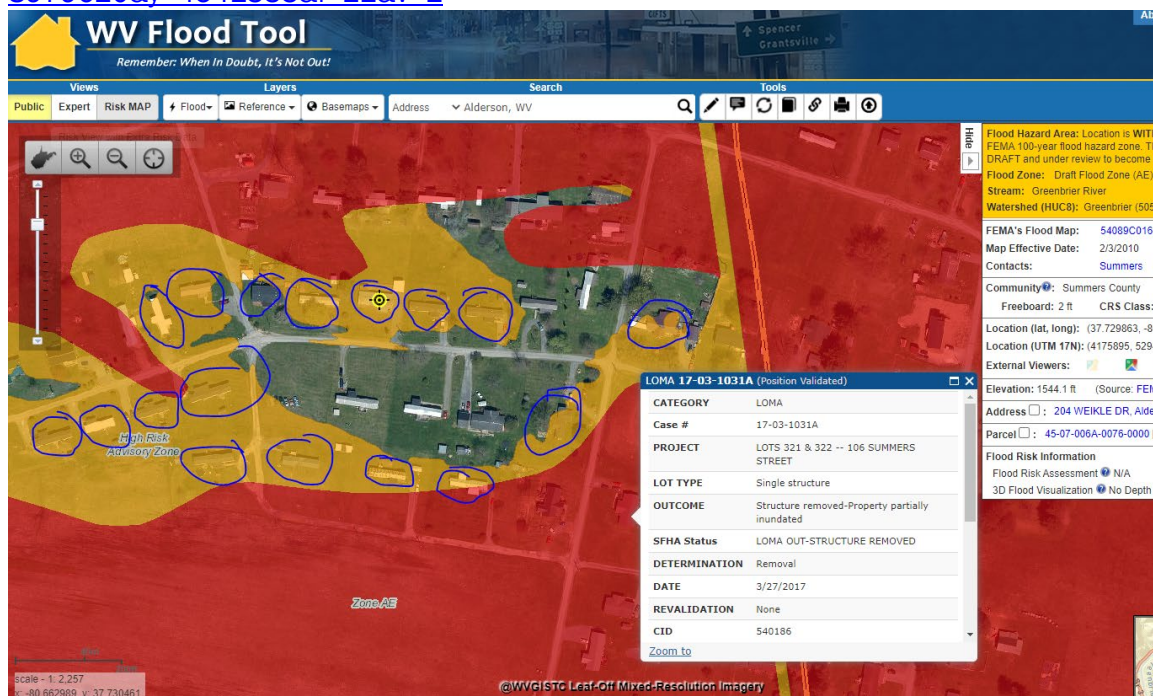 WV Flood Tool
Remember: When In Doubt, It's Not Out!
GIFTS
Spencer
Grantsville
Views Layers Search Tools
Public Expert Risk MAP Flood Reference Basemaps Address Alderson, WV
Hide
Flood Hazard Area: Location is WIT
FEMA 100-year flood hazard zone. T
DRAFT and under review to become
Flood Zone: Draft Flood Zone (AE)
Stream: Greenbrier River
Watershed (HUC8): Greenbrier (505
FEMA's Flood Map: 54089C016
Map Effective Date: 2/3/2010
Contacts: Summers
Community: Summers County
Freeboard: 2 ft CRS Class:
Location (lat, long): (37.729863, -8
Location (UTM 17N): (4175895, 529
External Viewers:
Elevation: 1544.1 ft (Source: FEM
Address: 204 WEIKLE DR, Alde
Parcel: 45-07-006A-0076-0000
Flood Risk Information
Flood Risk Assessment N/A
3D Flood Visualization No Depth
LOMA 17-03-1031A (Position Validated)
CATEGORY LOMA
Case # 17-03-1031A
PROJECT LOTS 321 & 322 -- 106 SUMMERS
STREET
LOT TYPE Single structure
OUTCOME Structure removed-Property partially
inundated
SFHA Status LOMA OUT-STRUCTURE REMOVED
DETERMINATION Removal
DATE 3/27/2017
REVALIDATION None
CID 540186
Zoom to
High Risk
Advisory Zone
Zone AE
scale - 1: 2,257
x: -80.662989 y: 37.730461
@WVGISTC Leaf-Off Mixed-Resolution Imagery